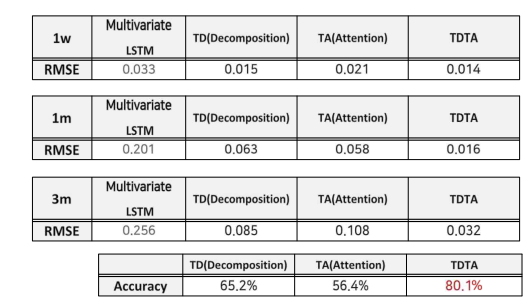 1w Multivariate LSTM TD(Decomposition) TA(Attention) TDTA
RMSE 0.033 0.015 0.021 0.014
1m Multivariate LSTM TD(Decomposition) TA(Attention) TDTA
RMSE 0.201 0.063 0.058 0.016
3m Multivariate LSTM TD(Decomposition) TA(Attention) TDTA
RMSE 0.256 0.085 0.108 0.032
TD(Decomposition) TA(Attention) TDTA
Accuracy 65.2% 56.4% 80.1%